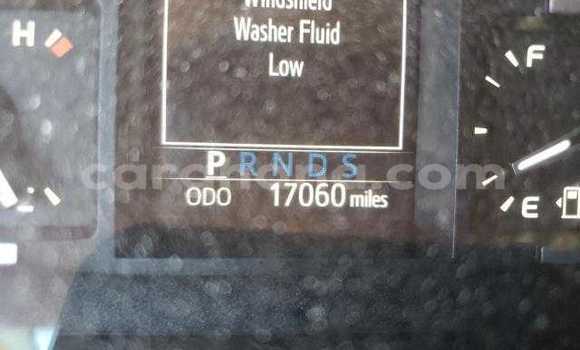 Windshield
Washer Fluid
Low
H
F
P R N D S
ODO 17060 miles
E